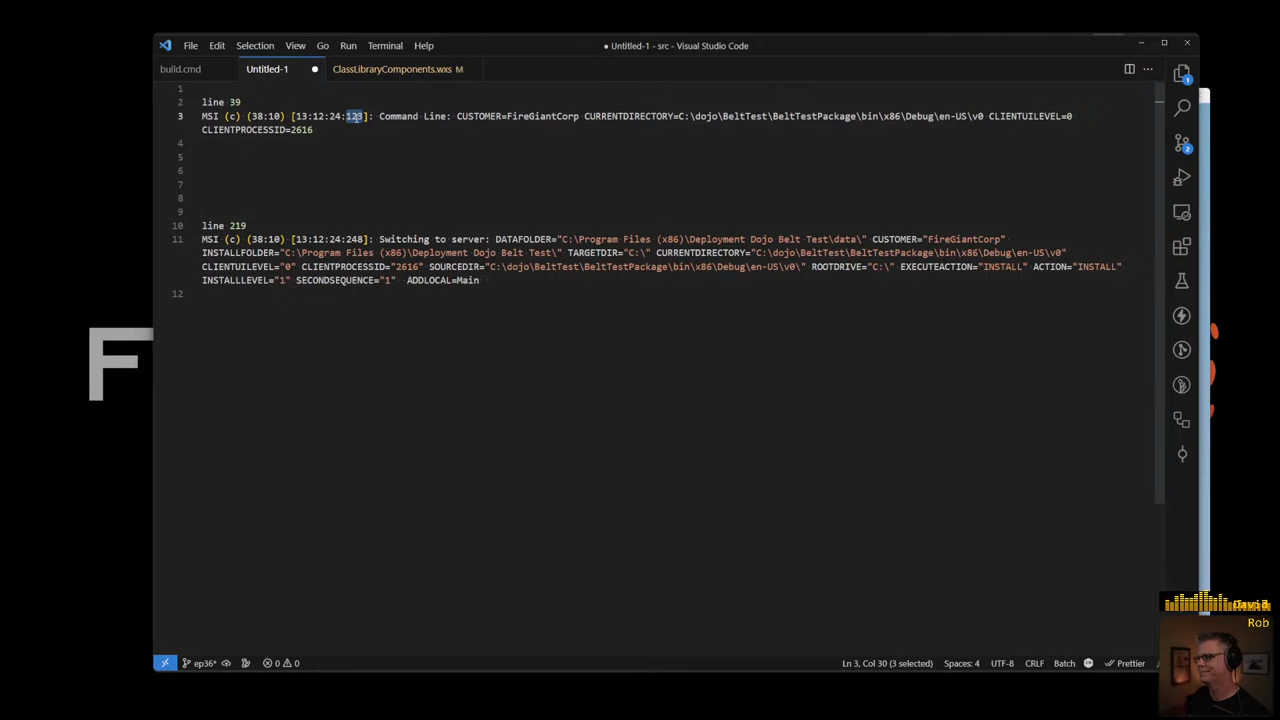 File Edit Selection View Go Run Terminal Help
● Untitled-1 - src - Visual Studio Code
build.cmd
Untitled-1 ●
ClassLibraryComponents.wxs M
1
2 line 39
3 MSI (c) (38:10) [13:12:24:123]: Command Line: CUSTOMER=FireGiantCorp CURRENTDIRECTORY=C:\dojo\BeltTest\BeltTestPackage\bin\x86\Debug\en-US\v0 CLIENTUILEVEL=0
CLIENTPROCESSID=2616
4
5
6
7
8
9
10 line 219
11 MSI (c) (38:10) [13:12:24:248]: Switching to server: DATAFOLDER="C:\Program Files (x86)\Deployment Dojo Belt Test\data\" CUSTOMER="FireGiantCorp"
INSTALLFOLDER="C:\Program Files (x86)\Deployment Dojo Belt Test\" TARGETDIR="C:\" CURRENTDIRECTORY="C:\dojo\BeltTest\BeltTestPackage\bin\x86\Debug\en-US\v0"
CLIENTUILEVEL="0" CLIENTPROCESSID="2616" SOURCEDIR="C:\dojo\BeltTest\BeltTestPackage\bin\x86\Debug\en-US\v0\" ROOTDRIVE="C:\" EXECUTEACTION="INSTALL" ACTION="INSTALL"
INSTALLLEVEL="1" SECONDSEQUENCE="1" ADDLOCAL=Main
12
1
2
F
David
Rob
ep36*
0 0
Ln 3, Col 30 (3 selected)
Spaces: 4
UTF-8
CRLF
Batch
Prettier